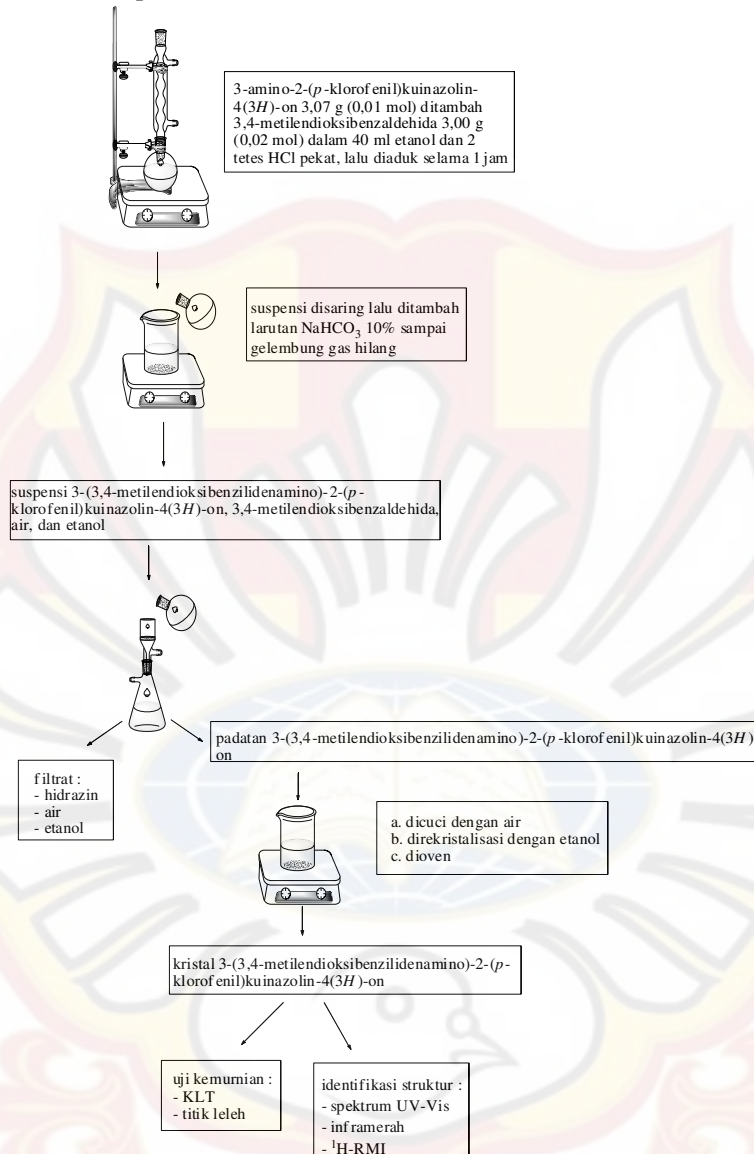 3-amino-2-(p-klorofenil)kuinazolin-
4(3H)-on 3,07 g (0,01 mol) ditambah
3,4-metilendioksibenzaldehida 3,00 g
(0,02 mol) dalam 40 ml etanol dan 2
tetes HCl pekat, lalu diaduk selama 1 jam
suspensi disaring lalu ditambah
larutan NaHCO₃ 10% sampai
gelembung gas hilang
suspensi 3-(3,4-metilendioksibenzilidenamino)-2-(p-
klorofenil)kuinazolin-4(3H)-on, 3,4-metilendioksibenzaldehida,
air, dan etanol
padatan 3-(3,4-metilendioksibenzilidenamino)-2-(p-klorofenil)kuinazolin-4(3H)
on
filtrat :
- hidrazin
- air
- etanol
a. dicuci dengan air
b. direkristalisasi dengan etanol
c. dioven
kristal 3-(3,4-metilendioksibenzilidenamino)-2-(p-
klorofenil)kuinazolin-4(3H)-on
uji kemurnian :
- KLT
- titik leleh
identifikasi struktur :
- spektrum UV-Vis
- inframerah
- ¹H-RMI